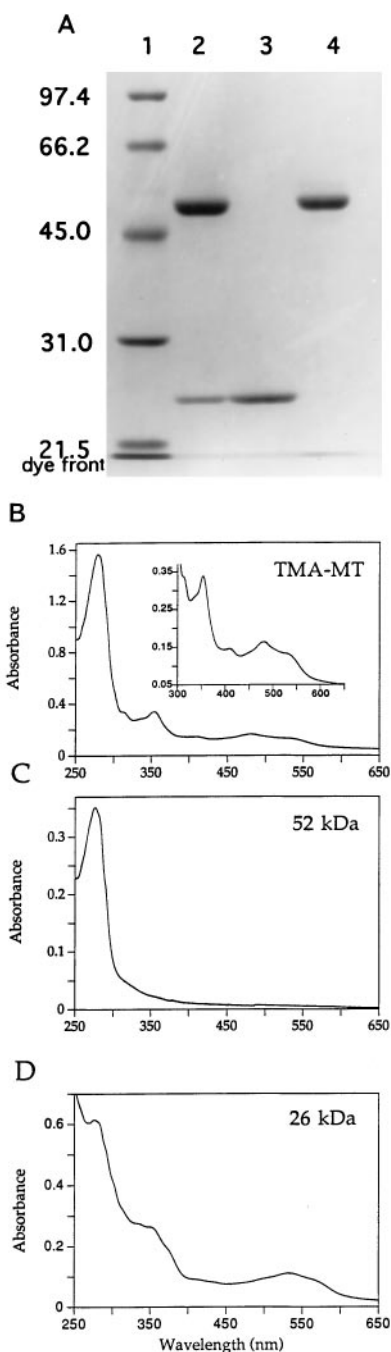 A
1 2 3 4
97.4
66.2
45.0
31.0
21.5
dye front
B
TMA-MT
Absorbance
1.6
1.2
0.8
0.4
0
0.35
0.25
0.15
0.05
300 400 500 600
250 350 450 550 650
C
52 kDa
Absorbance
0.3
0.2
0.1
0
250 350 450 550 650
D
26 kDa
Absorbance
0.6
0.4
0.2
0
250 350 450 550 650
Wavelength (nm)